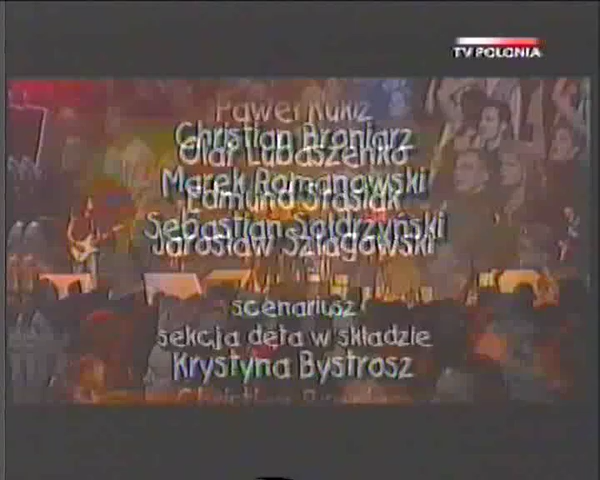 TV POLONIA
Paweł Kukiz
Christian Broniarz
Olaf Lubaszenko
Marek Romanowski
Edmund Stasiak
Sebastian
Jarosław Szlagowski
scenariusz
sekcja dęta w składzie
Krystyna Bystrosz
Christian